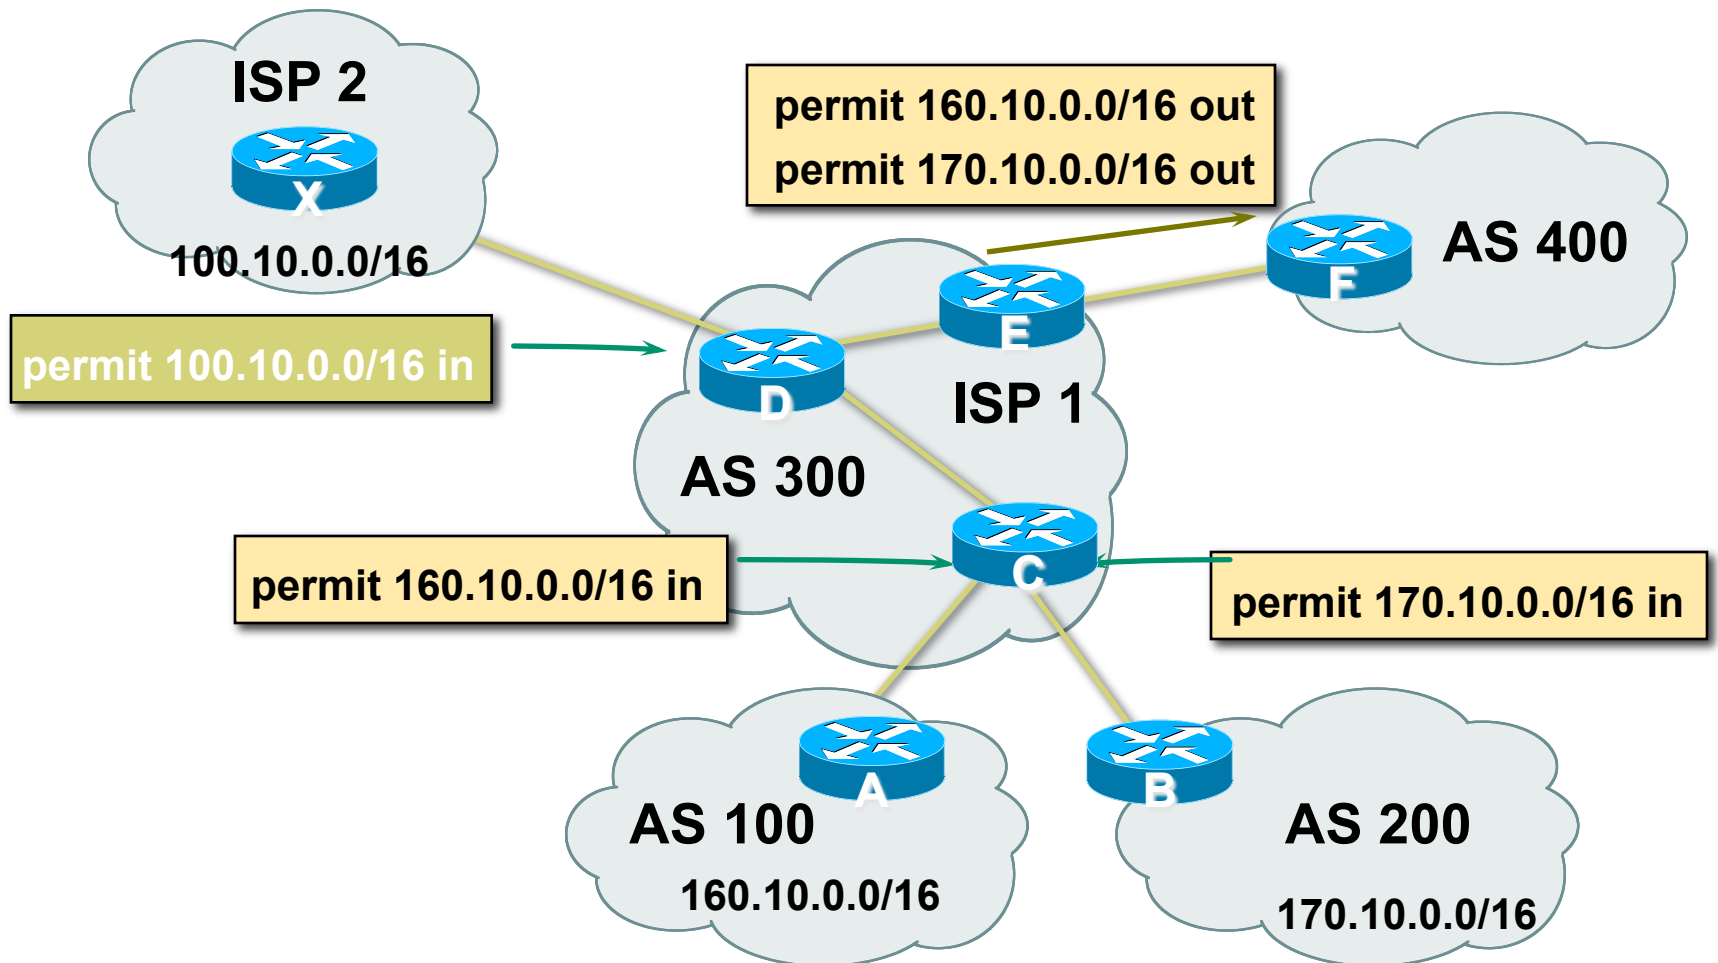 ISP 2
X
100.10.0.0/16
permit 160.10.0.0/16 out
permit 170.10.0.0/16 out
AS 400
F
E
permit 100.10.0.0/16 in
D
ISP 1
AS 300
permit 160.10.0.0/16 in
C
permit 170.10.0.0/16 in
A
B
AS 100
AS 200
160.10.0.0/16
170.10.0.0/16